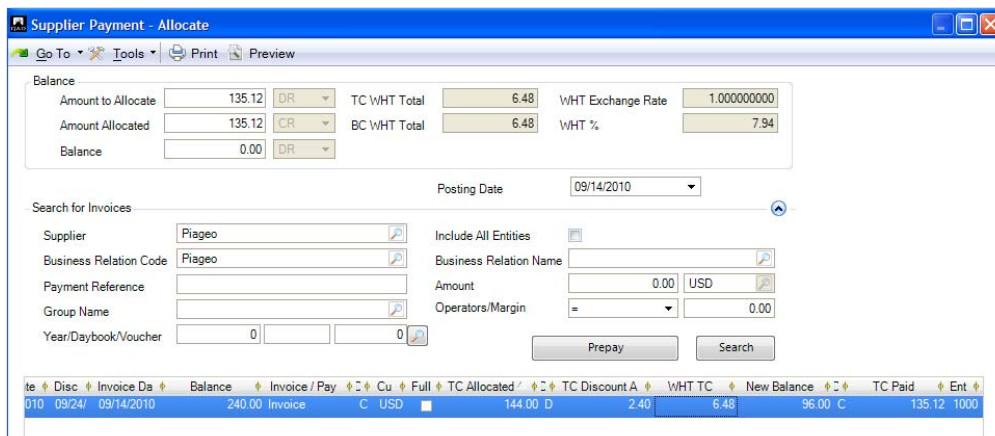 Supplier Payment - Allocate
Go To Tools Print Preview
Balance
Amount to Allocate 135.12 DR TC WHT Total 6.48 WHT Exchange Rate 1.000000000
Amount Allocated 135.12 CR BC WHT Total 6.48 WHT % 7.94
Balance 0.00 DR
Posting Date 09/14/2010
Search for Invoices
Supplier Piageo Include All Entities
Business Relation Code Piageo Business Relation Name
Payment Reference Amount 0.00 USD
Group Name Operators/Margin = 0.00
Year/Daybook/Voucher 0 0
Prepay Search
te Disc Invoice Da Balance Invoice / Pay Cu Full TC Allocated TC Discount A WHT TC New Balance TC Paid Ent
010 09/24/ 09/14/2010 240.00 Invoice C USD 144.00 D 2.40 6.48 96.00 C 135.12 1000